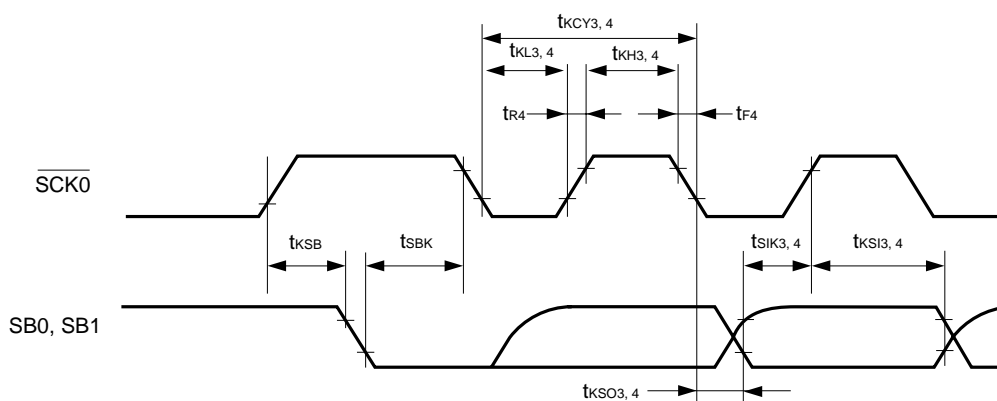 tKCY3, 4
tKL3, 4
tKH3, 4
tR4
tF4
SCK0
tKSB
tSBK
tSIK3, 4
tKSI3, 4
SB0, SB1
tKSO3, 4